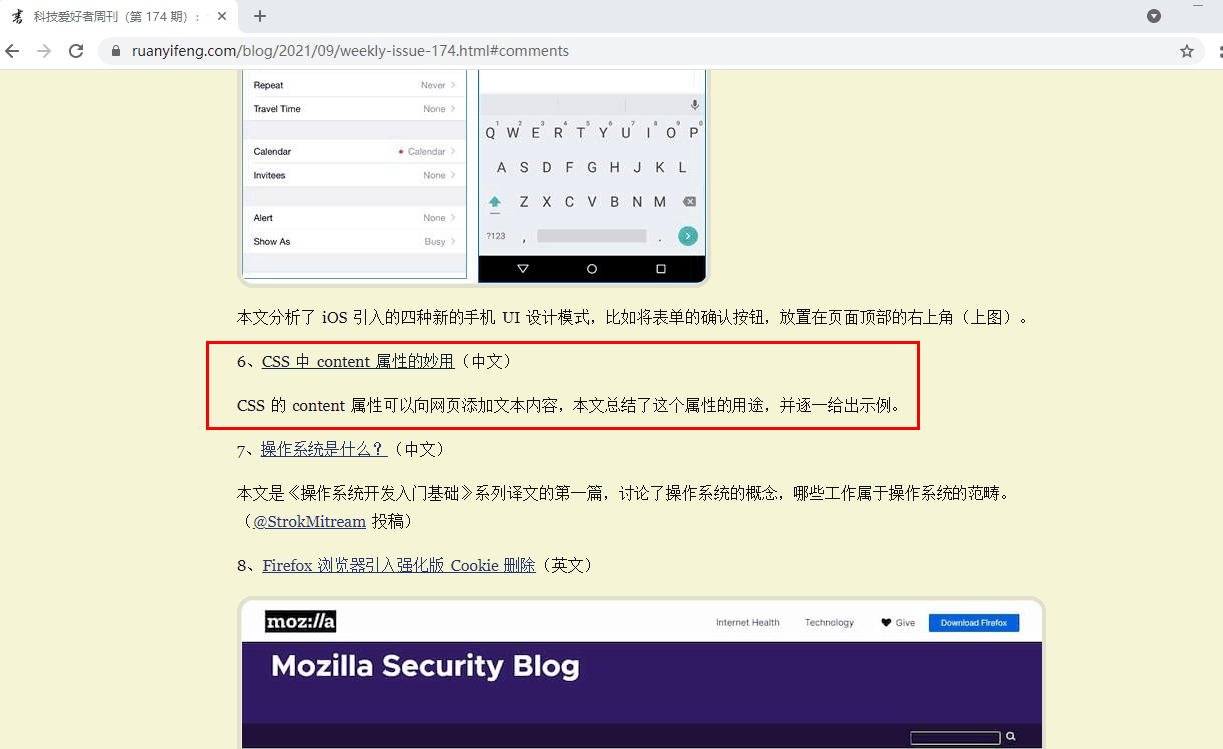 科技爱好者周刊（第 174 期）：
ruanyifeng.com/blog/2021/09/weekly-issue-174.html#comments
Repeat Never
Travel Time None
Calendar Calendar
Invitees None
Alert None
Show As Busy
Q1 W2 E3 R4 T5 Y6 U7 I8 O9 P0
A S D F G H J K L
Z X C V B N M
?123 , .
本文分析了 iOS 引入的四种新的手机 UI 设计模式，比如将表单的确认按钮，放置在页面顶部的右上角（上图）。
6、CSS 中 content 属性的妙用（中文）
CSS 的 content 属性可以向网页添加文本内容，本文总结了这个属性的用途，并逐一给出示例。
7、操作系统是什么？（中文）
本文是《操作系统开发入门基础》系列译文的第一篇，讨论了操作系统的概念，哪些工作属于操作系统的范畴。
（@StrokMitream 投稿）
8、Firefox 浏览器引入强化版 Cookie 删除（英文）
moz://a Internet Health Technology Give Download Firefox
Mozilla Security Blog